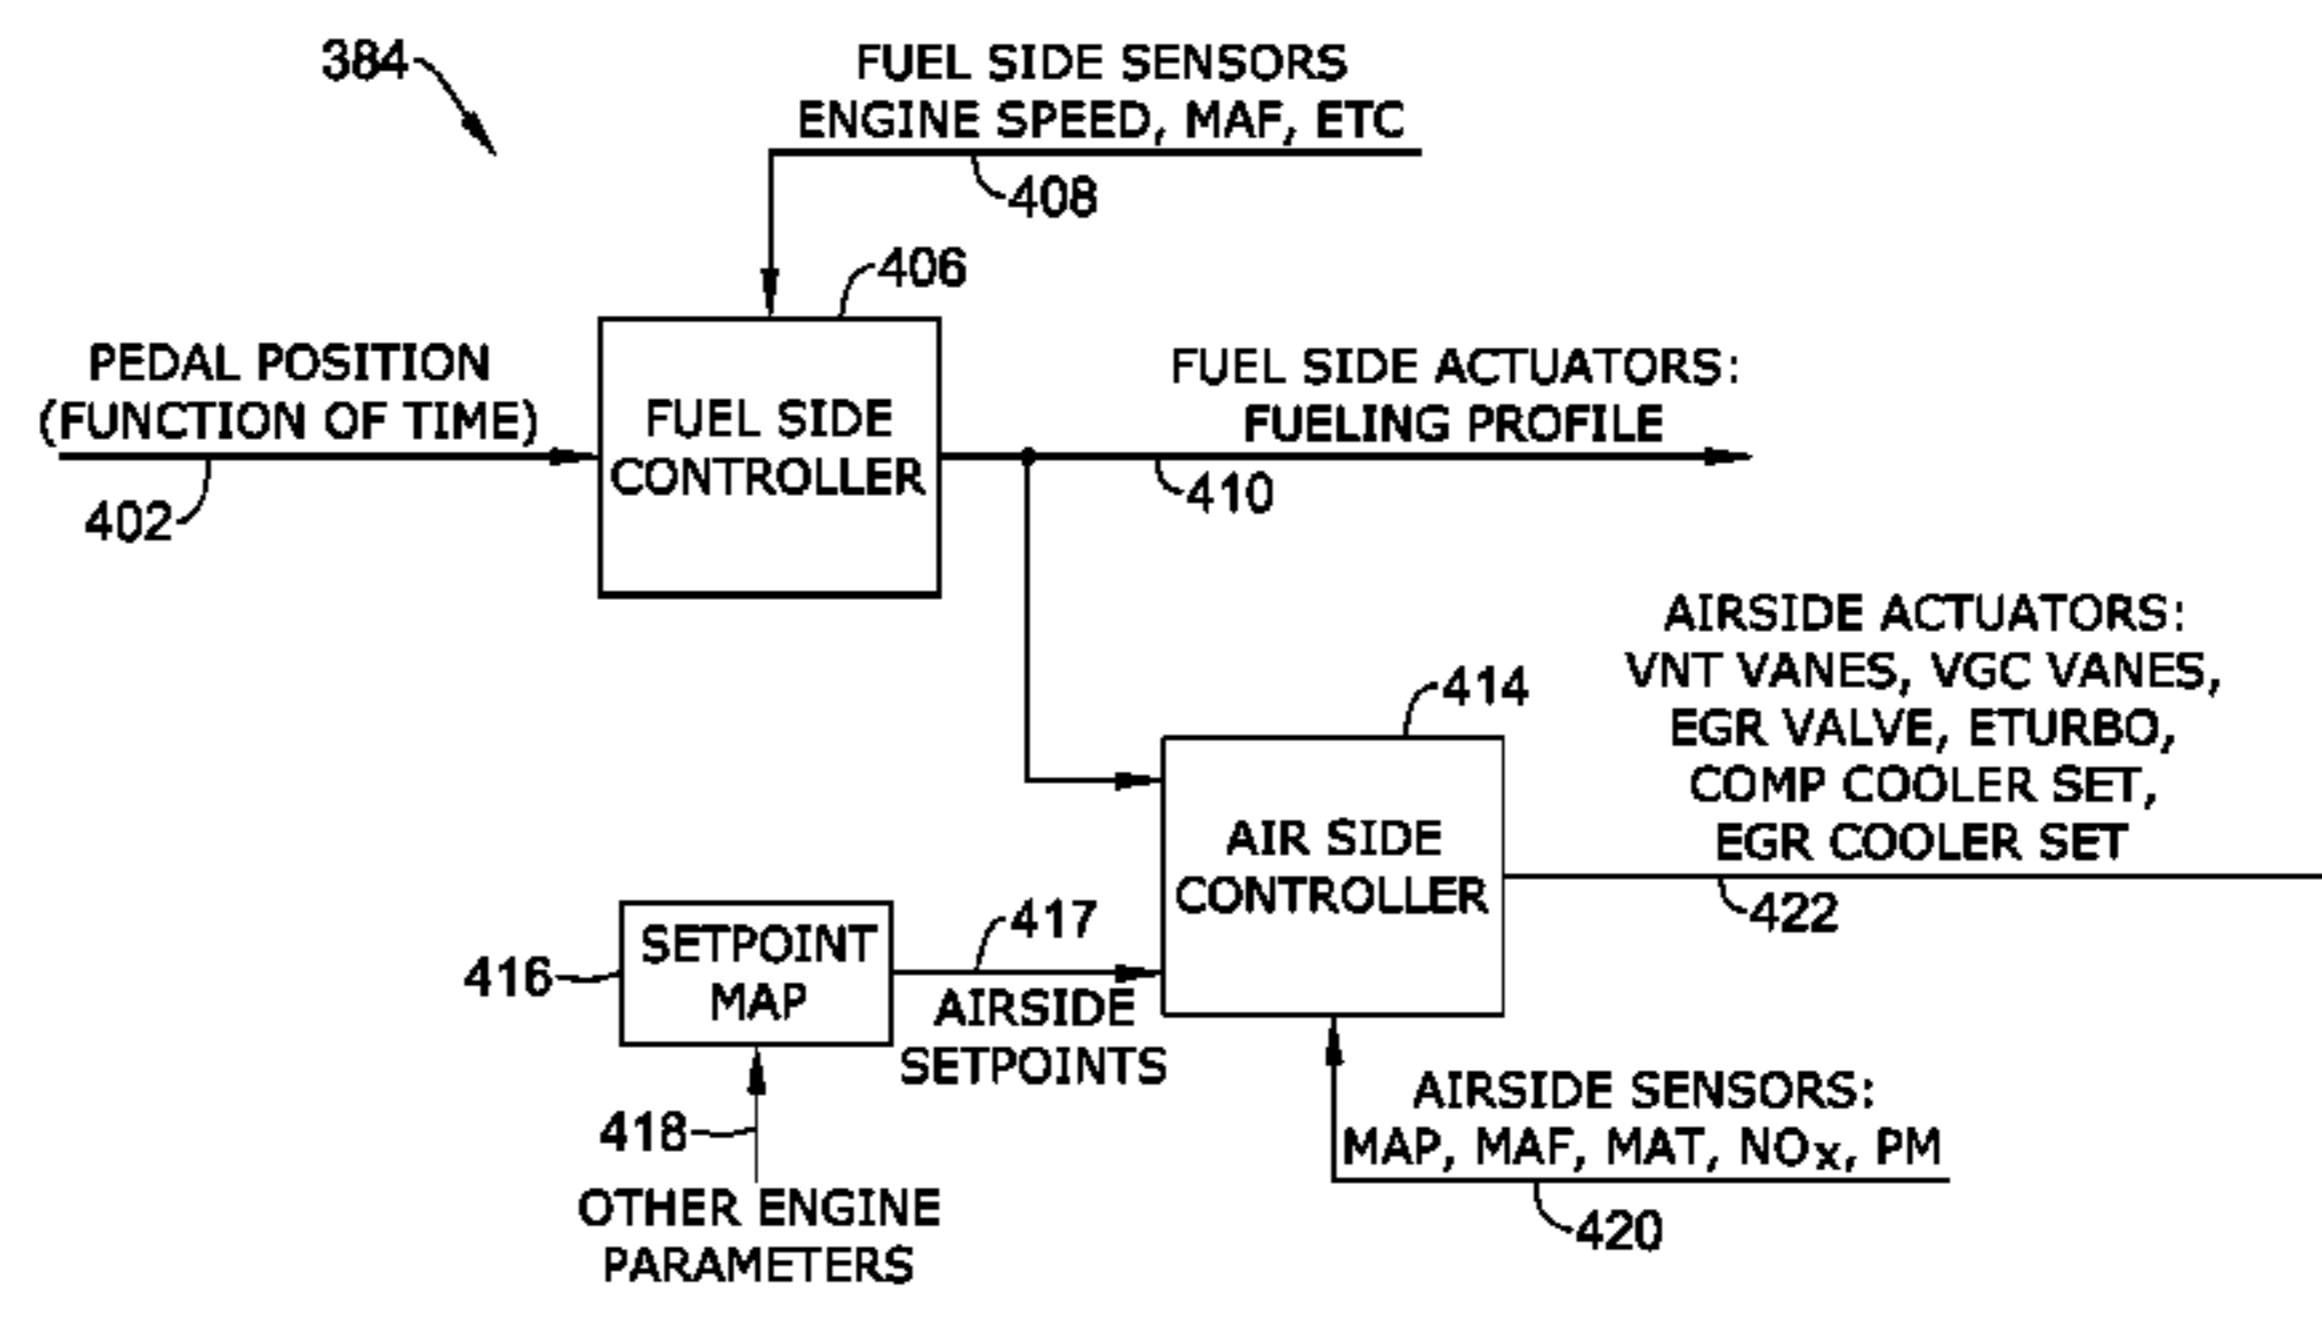 384
FUEL SIDE SENSORS
ENGINE SPEED, MAF, ETC
408
406
PEDAL POSITION
(FUNCTION OF TIME)
402
FUEL SIDE
CONTROLLER
FUEL SIDE ACTUATORS:
FUELING PROFILE
410
AIRSIDE ACTUATORS:
VNT VANES, VGC VANES,
EGR VALVE, ETURBO,
COMP COOLER SET,
EGR COOLER SET
422
414
AIR SIDE
CONTROLLER
416
SETPOINT
MAP
417
AIRSIDE
SETPOINTS
418
OTHER ENGINE
PARAMETERS
AIRSIDE SENSORS:
MAP, MAF, MAT, NOx, PM
420